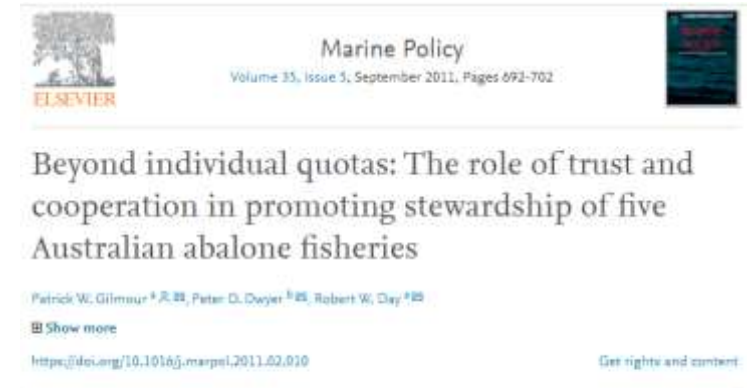 ELSEVIER
Marine Policy
Volume 35, Issue 5, September 2011, Pages 692-702
Beyond individual quotas: The role of trust and
cooperation in promoting stewardship of five
Australian abalone fisheries
Patrick W. Gilmour a, Peter D. Dwyer b, Robert W. Day a
Show more
https://doi.org/10.1016/j.marpol.2011.02.010
Get rights and content